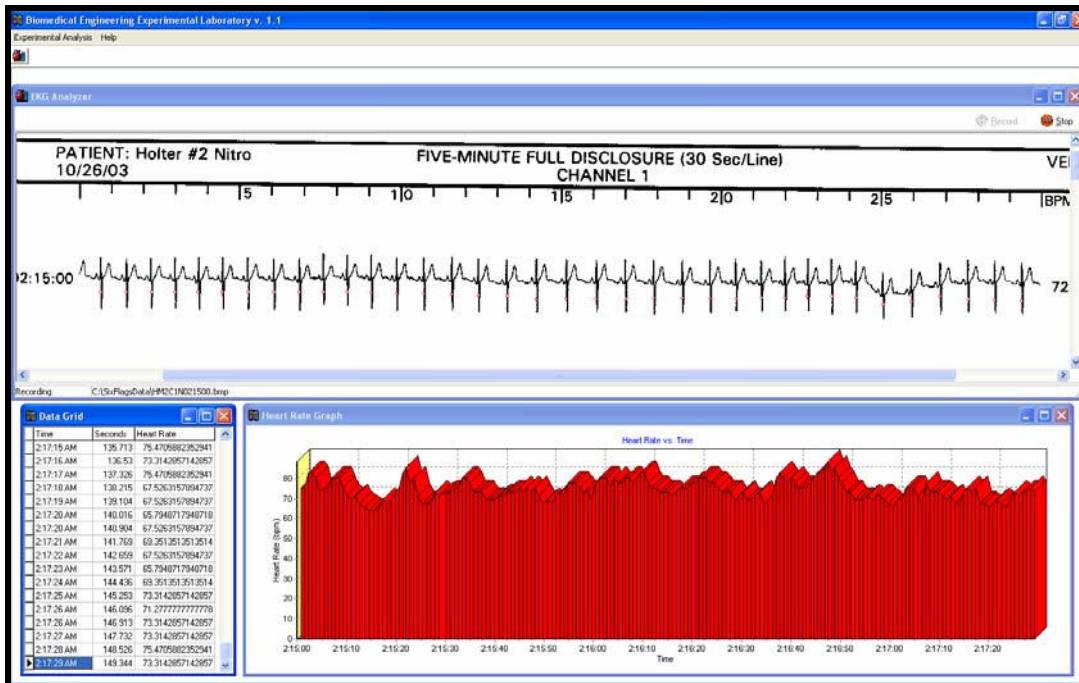 Biomedical Engineering Experimental Laboratory v. 1.1
Experimental Analysis Help
EKG Analyzer
Record Stop
PATIENT: Holter #2 Nitro FIVE-MINUTE FULL DISCLOSURE (30 Sec/Line) VE
10/26/03 CHANNEL 1
|5 1|0 1|5 2|0 2|5 |BPM
02:15:00 72
Recording C:\SixFlagsData\HM2C1N021500.bmp
Data Grid
Time Seconds Heart Rate
2:17:15 AM 135.713 75.4705882352941
2:17:16 AM 136.53 73.3142857142857
2:17:17 AM 137.326 75.4705882352941
2:17:18 AM 138.215 67.5263157894737
2:17:19 AM 139.104 67.5263157894737
2:17:20 AM 140.016 65.7948717948718
2:17:20 AM 140.904 67.5263157894737
2:17:21 AM 141.769 69.3513513513514
2:17:22 AM 142.659 67.5263157894737
2:17:23 AM 143.571 65.7948717948718
2:17:24 AM 144.436 69.3513513513514
2:17:25 AM 145.253 73.3142857142857
2:17:26 AM 146.096 71.2777777777778
2:17:26 AM 146.913 73.3142857142857
2:17:27 AM 147.732 73.3142857142857
2:17:28 AM 148.526 75.4705882352941
2:17:29 AM 149.344 73.3142857142857
Heart Rate Graph
Heart Rate vs. Time
Heart Rate (bpm)
80
70
60
50
40
30
20
10
0
2:15:00 2:15:10 2:15:20 2:15:30 2:15:40 2:15:50 2:16:00 2:16:10 2:16:20 2:16:30 2:16:40 2:16:50 2:17:00 2:17:10 2:17:20
Time